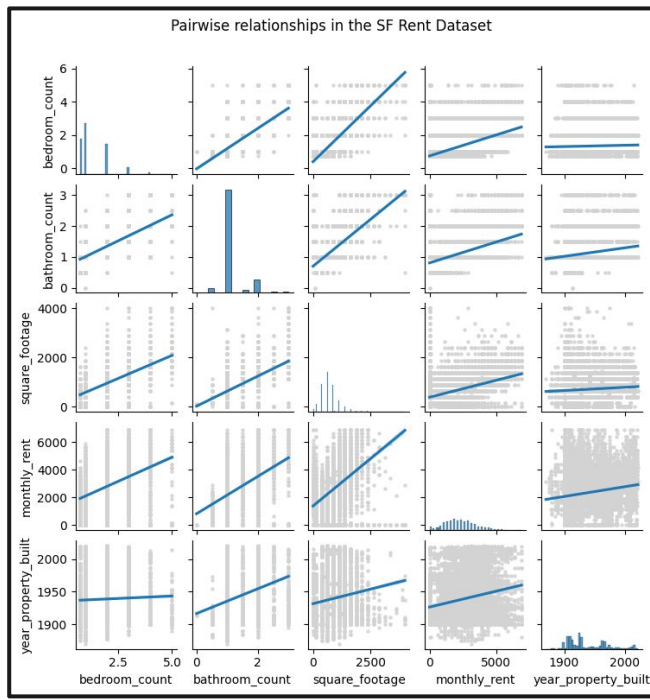 Pairwise relationships in the SF Rent Dataset
bedroom_count
6
4
2
0
bathroom_count
3
2
1
0
square_footage
4000
2000
0
monthly_rent
6000
4000
2000
0
year_property_built
2000
1950
1900
2.5 5.0 0 2 0 2500 0 5000 1900 2000
bedroom_count bathroom_count square_footage monthly_rent year_property_built